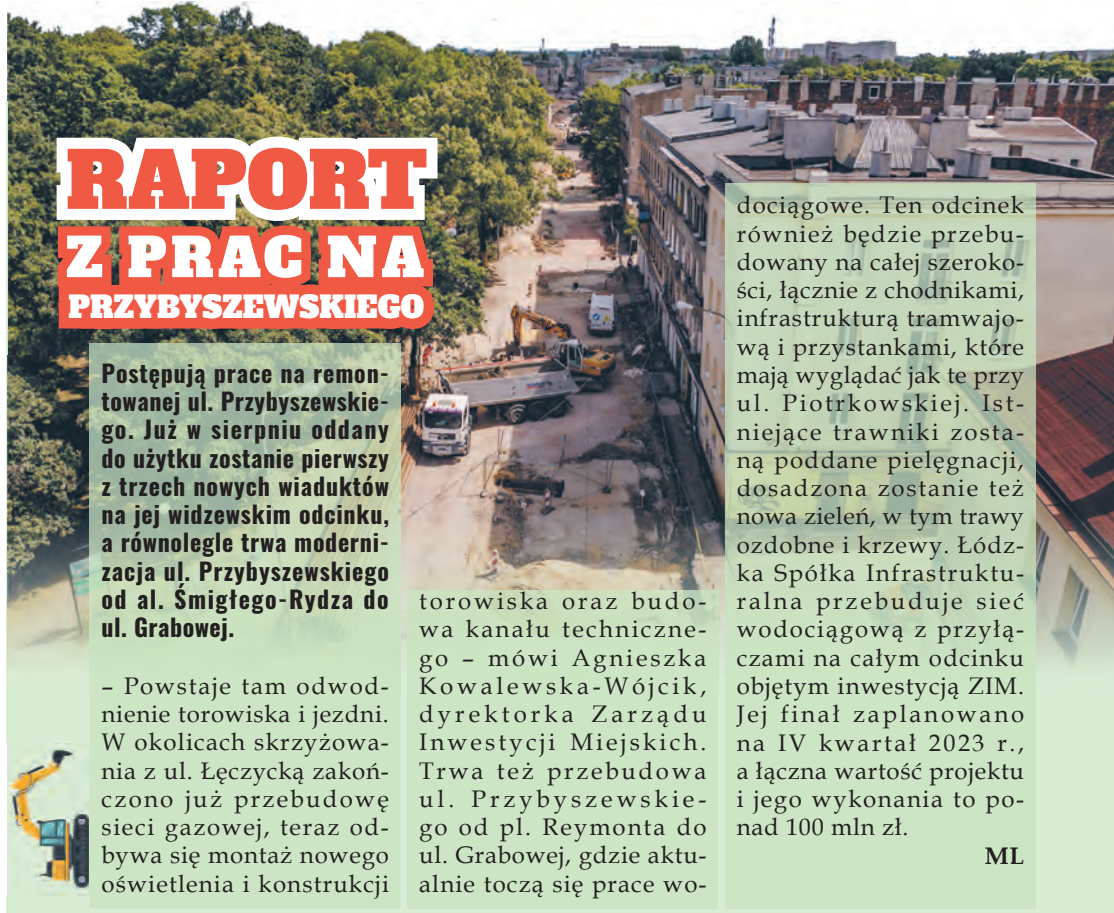 RAPORT
Z PRAC NA
PRZYBYSZEWSKIEGO
Postępują prace na remon-
towanej ul. Przybyszewskie-
go. Już w sierpniu oddany
do użytku zostanie pierwszy
z trzech nowych wiaduktów
na jej widzewskim odcinku,
a równolegle trwa moderni-
zacja ul. Przybyszewskiego
od al. Śmigłego-Rydza do
ul. Grabowej.
– Powstaje tam odwod-
nienie torowiska i jezdni.
W okolicach skrzyżowa-
nia z ul. Łęczycką zakoń-
czono już przebudowę
sieci gazowej, teraz od-
bywa się montaż nowego
oświetlenia i konstrukcji
torowiska oraz budo-
wa kanału techniczne-
go – mówi Agnieszka
Kowalewska-Wójcik,
dyrektorka Zarządu
Inwestycji Miejskich.
Trwa też przebudowa
ul. Przybyszewskie-
go od pl. Reymonta do
ul. Grabowej, gdzie aktu-
alnie toczą się prace wo-
dociągowe. Ten odcinek
również będzie przebu-
dowany na całej szeroko-
ści, łącznie z chodnikami,
infrastrukturą tramwajo-
wą i przystankami, które
mają wyglądać jak te przy
ul. Piotrkowskiej. Ist-
niejące trawniki zosta-
ną poddane pielęgnacji,
dosadzona zostanie też
nowa zieleń, w tym trawy
ozdobne i krzewy. Łódz-
ka Spółka Infrastruktu-
ralna przebuduje sieć
wodociągową z przyłą-
czami na całym odcinku
objętym inwestycją ZIM.
Jej finał zaplanowano
na IV kwartał 2023 r.,
a łączna wartość projektu
i jego wykonania to po-
nad 100 mln zł.
ML